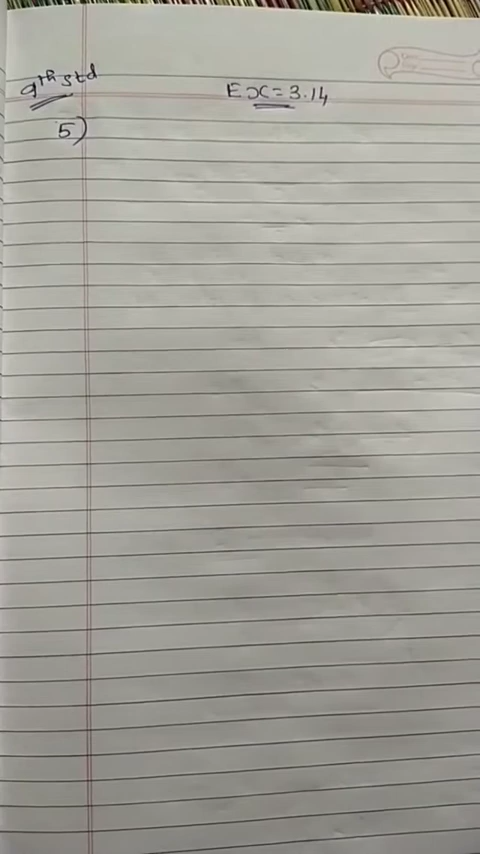 9th std
Ex = 3.14
5)